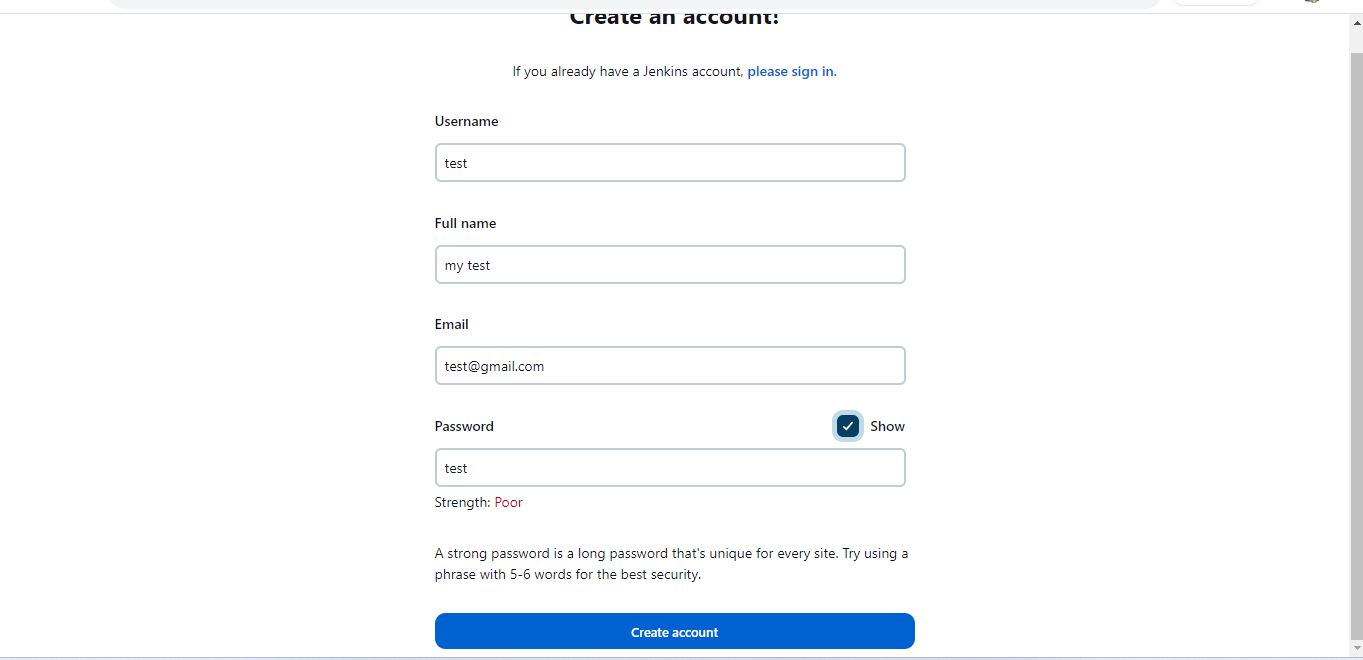 Create an account!
If you already have a Jenkins account, please sign in.
Username
test
Full name
my test
Email
test@gmail.com
Password
Show
test
Strength: Poor
A strong password is a long password that's unique for every site. Try using a
phrase with 5-6 words for the best security.
Create account